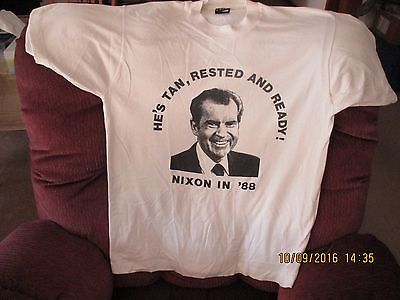 HE'S TAN, RESTED AND READY!
NIXON IN '88
10/09/2016 14:35